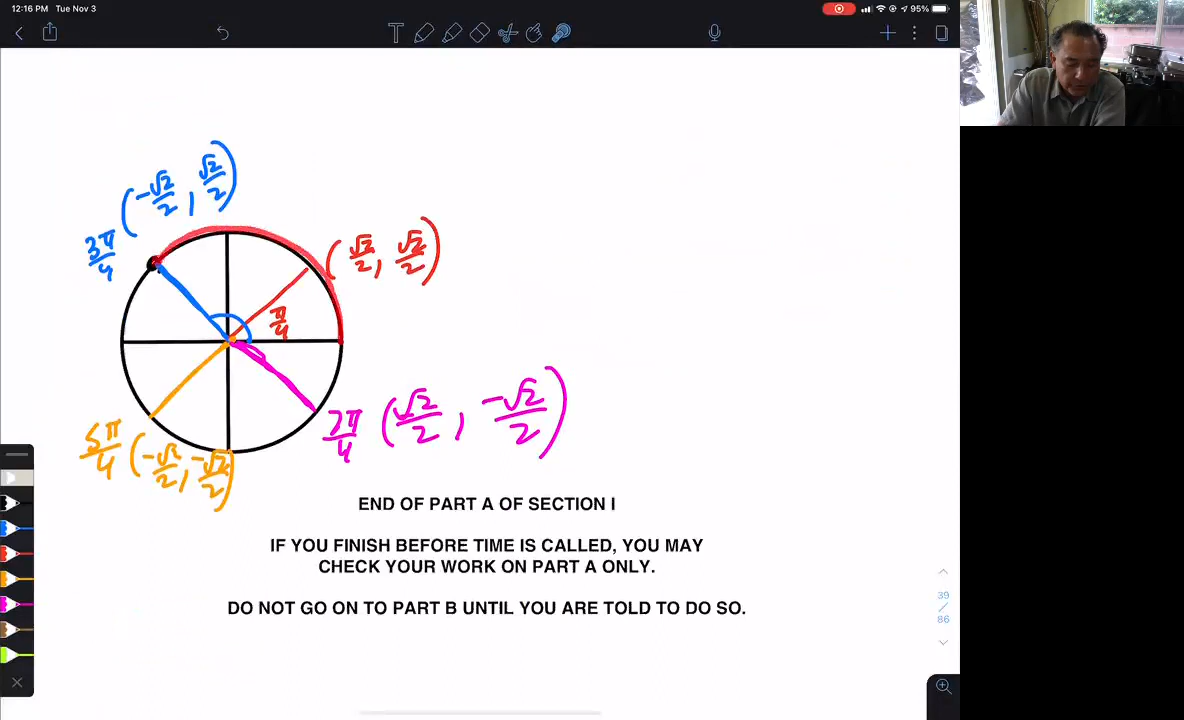 12:16 PM Tue Nov 3
95%
T
(-√2/2, √2/2)
3π/4
(√2/2, √2/2)
π/4
7π/4 (√2/2, -√2/2)
5π/4 (-√2/2, -√2/2)
END OF PART A OF SECTION I
IF YOU FINISH BEFORE TIME IS CALLED, YOU MAY
CHECK YOUR WORK ON PART A ONLY.
DO NOT GO ON TO PART B UNTIL YOU ARE TOLD TO DO SO.
39
/
86